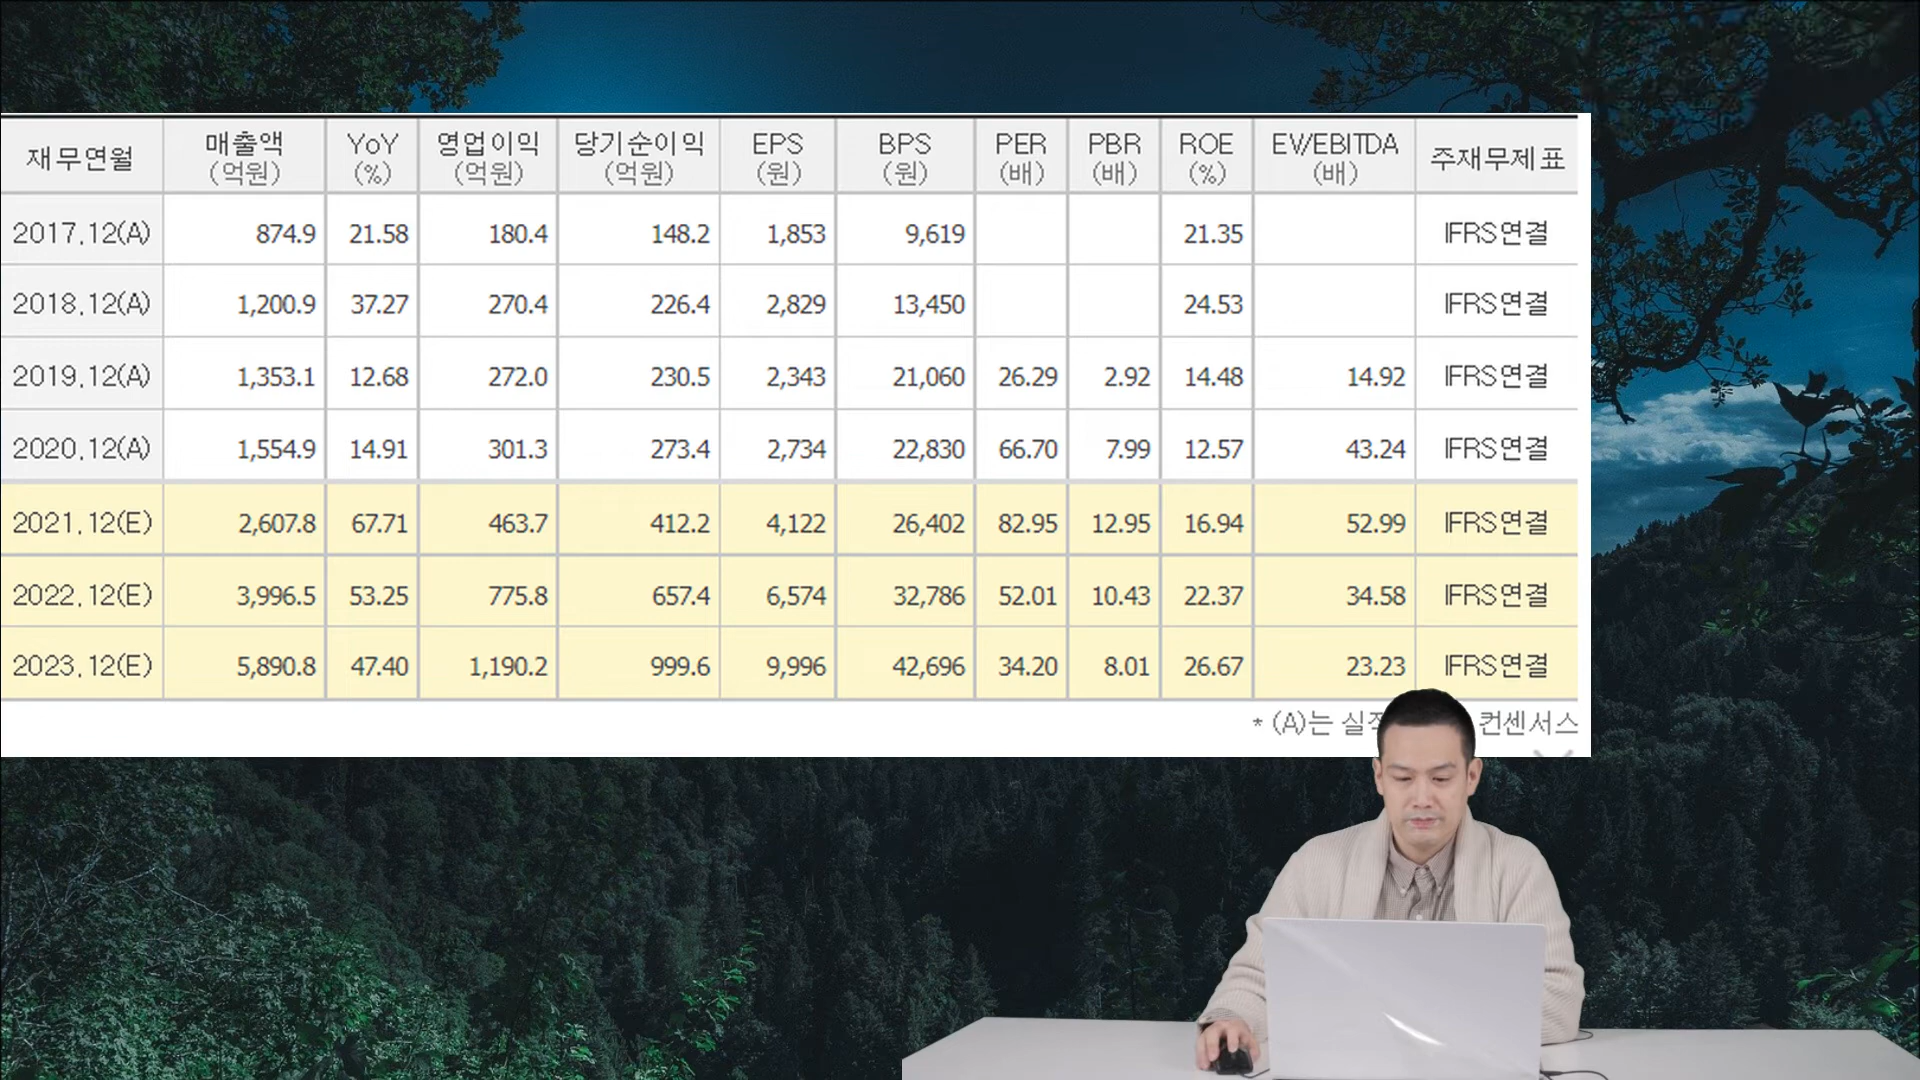 재무연월 매출액 (억원) YoY (%) 영업이익 (억원) 당기순이익 (억원) EPS (원) BPS (원) PER (배) PBR (배) ROE (%) EV/EBITDA (배) 주재무제표
2017.12(A) 874.9 21.58 180.4 148.2 1,853 9,619 21.35 IFRS연결
2018.12(A) 1,200.9 37.27 270.4 226.4 2,829 13,450 24.53 IFRS연결
2019.12(A) 1,353.1 12.68 272.0 230.5 2,343 21,060 26.29 2.92 14.48 14.92 IFRS연결
2020.12(A) 1,554.9 14.91 301.3 273.4 2,734 22,830 66.70 7.99 12.57 43.24 IFRS연결
2021.12(E) 2,607.8 67.71 463.7 412.2 4,122 26,402 82.95 12.95 16.94 52.99 IFRS연결
2022.12(E) 3,996.5 53.25 775.8 657.4 6,574 32,786 52.01 10.43 22.37 34.58 IFRS연결
2023.12(E) 5,890.8 47.40 1,190.2 999.6 9,996 42,696 34.20 8.01 26.67 23.23 IFRS연결
* (A)는 컨센서스